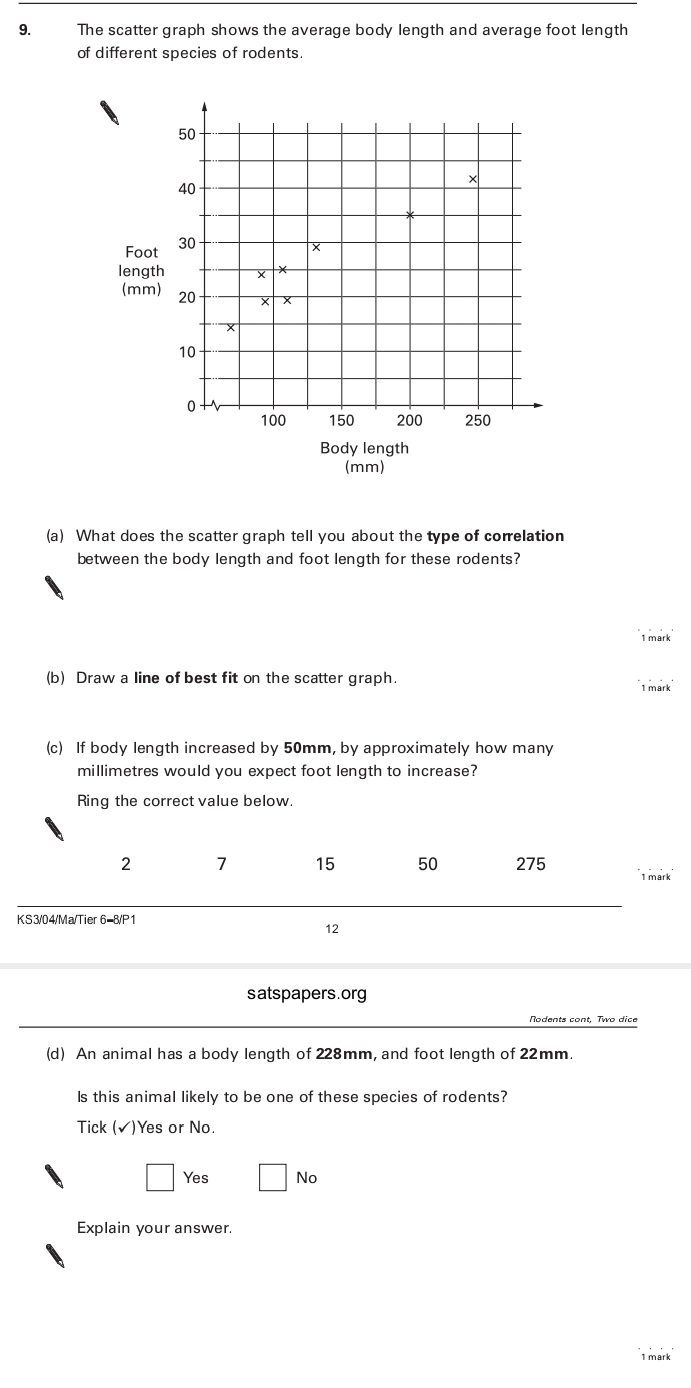 9. The scatter graph shows the average body length and average foot length
of different species of rodents.
50
40
30
20
10
0
Foot
length
(mm)
100 150 200 250
Body length
(mm)
(a) What does the scatter graph tell you about the type of correlation
between the body length and foot length for these rodents?
1 mark
(b) Draw a line of best fit on the scatter graph.
1 mark
(c) If body length increased by 50mm, by approximately how many
millimetres would you expect foot length to increase?
Ring the correct value below.
2 7 15 50 275
1 mark
KS3/04/Ma/Tier 6–8/P1
12
satspapers.org
Rodents cont, Two dice
(d) An animal has a body length of 228mm, and foot length of 22mm.
Is this animal likely to be one of these species of rodents?
Tick (✓) Yes or No.
Yes No
Explain your answer.
1 mark